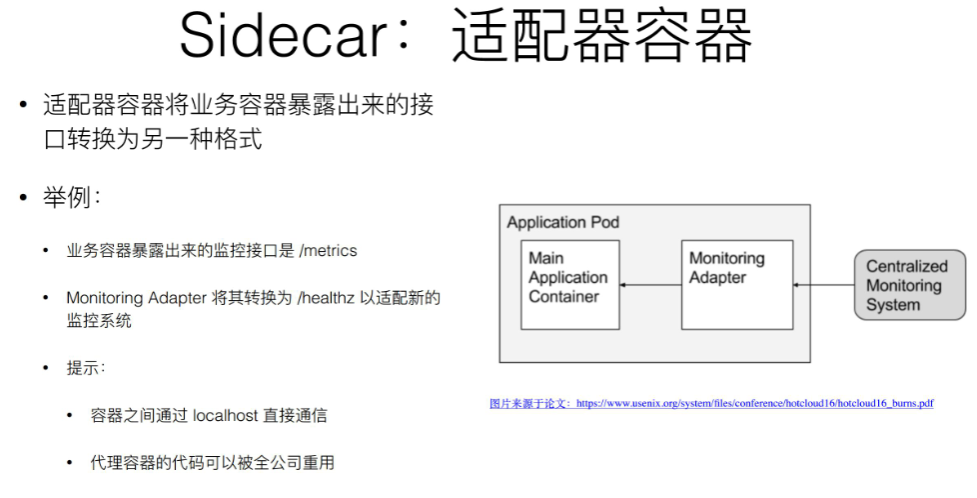 Sidecar：适配器容器
• 适配器容器将业务容器暴露出来的接
口转换为另一种格式
• 举例：
• 业务容器暴露出来的监控接口是 /metrics
• Monitoring Adapter 将其转换为 /healthz 以适配新的
监控系统
• 提示：
• 容器之间通过 localhost 直接通信
• 代理容器的代码可以被全公司重用
Application Pod
Main
Application
Container
Monitoring
Adapter
Centralized
Monitoring
System
图片来源于论文：https://www.usenix.org/system/files/conference/hotcloud16/hotcloud16_burns.pdf